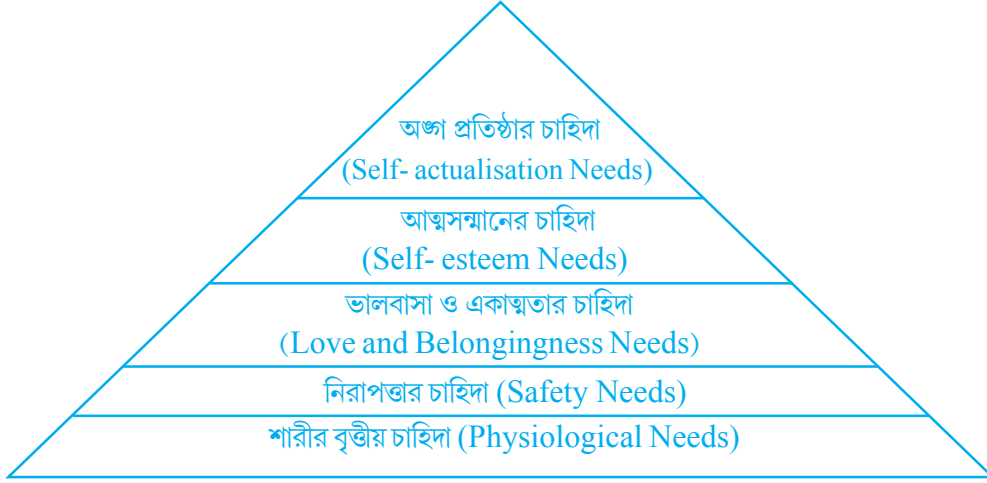 অঙ্গ প্রতিষ্ঠার চাহিদা
(Self- actualisation Needs)
আত্মসন্মানের চাহিদা
(Self- esteem Needs)
ভালবাসা ও একাত্মতার চাহিদা
(Love and Belongingness Needs)
নিরাপত্তার চাহিদা (Safety Needs)
শারীর বৃত্তীয় চাহিদা (Physiological Needs)